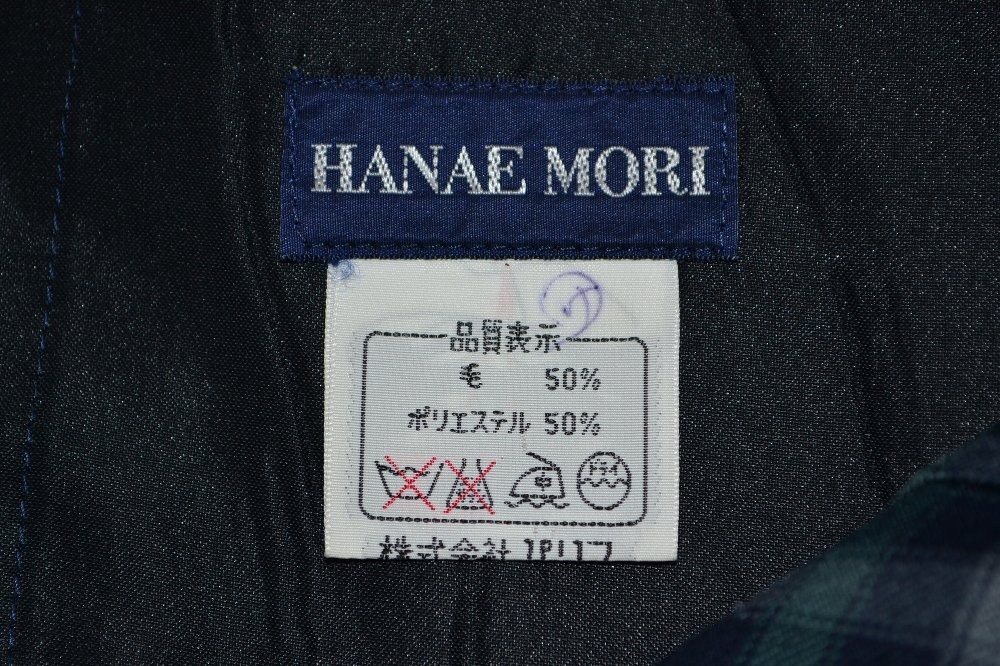 HANAE MORI
品質表示
毛 50%
ポリエステル 50%
中 ドライ
株式会社